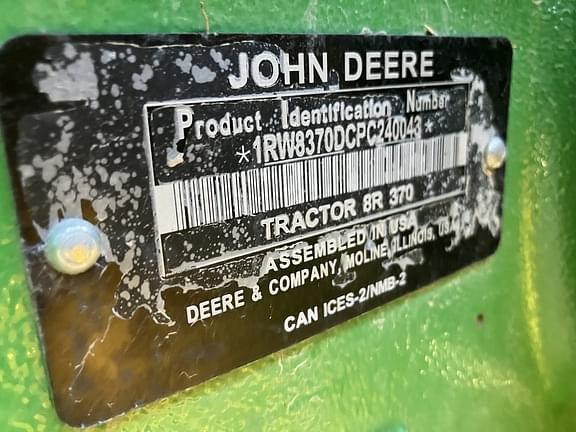 JOHN DEERE
Product Identification Number
*1RW8370DCPC240043*
TRACTOR 8R 370
ASSEMBLED IN USA
DEERE & COMPANY, MOLINE, ILLINOIS, USA
CAN ICES-2/NMB-2